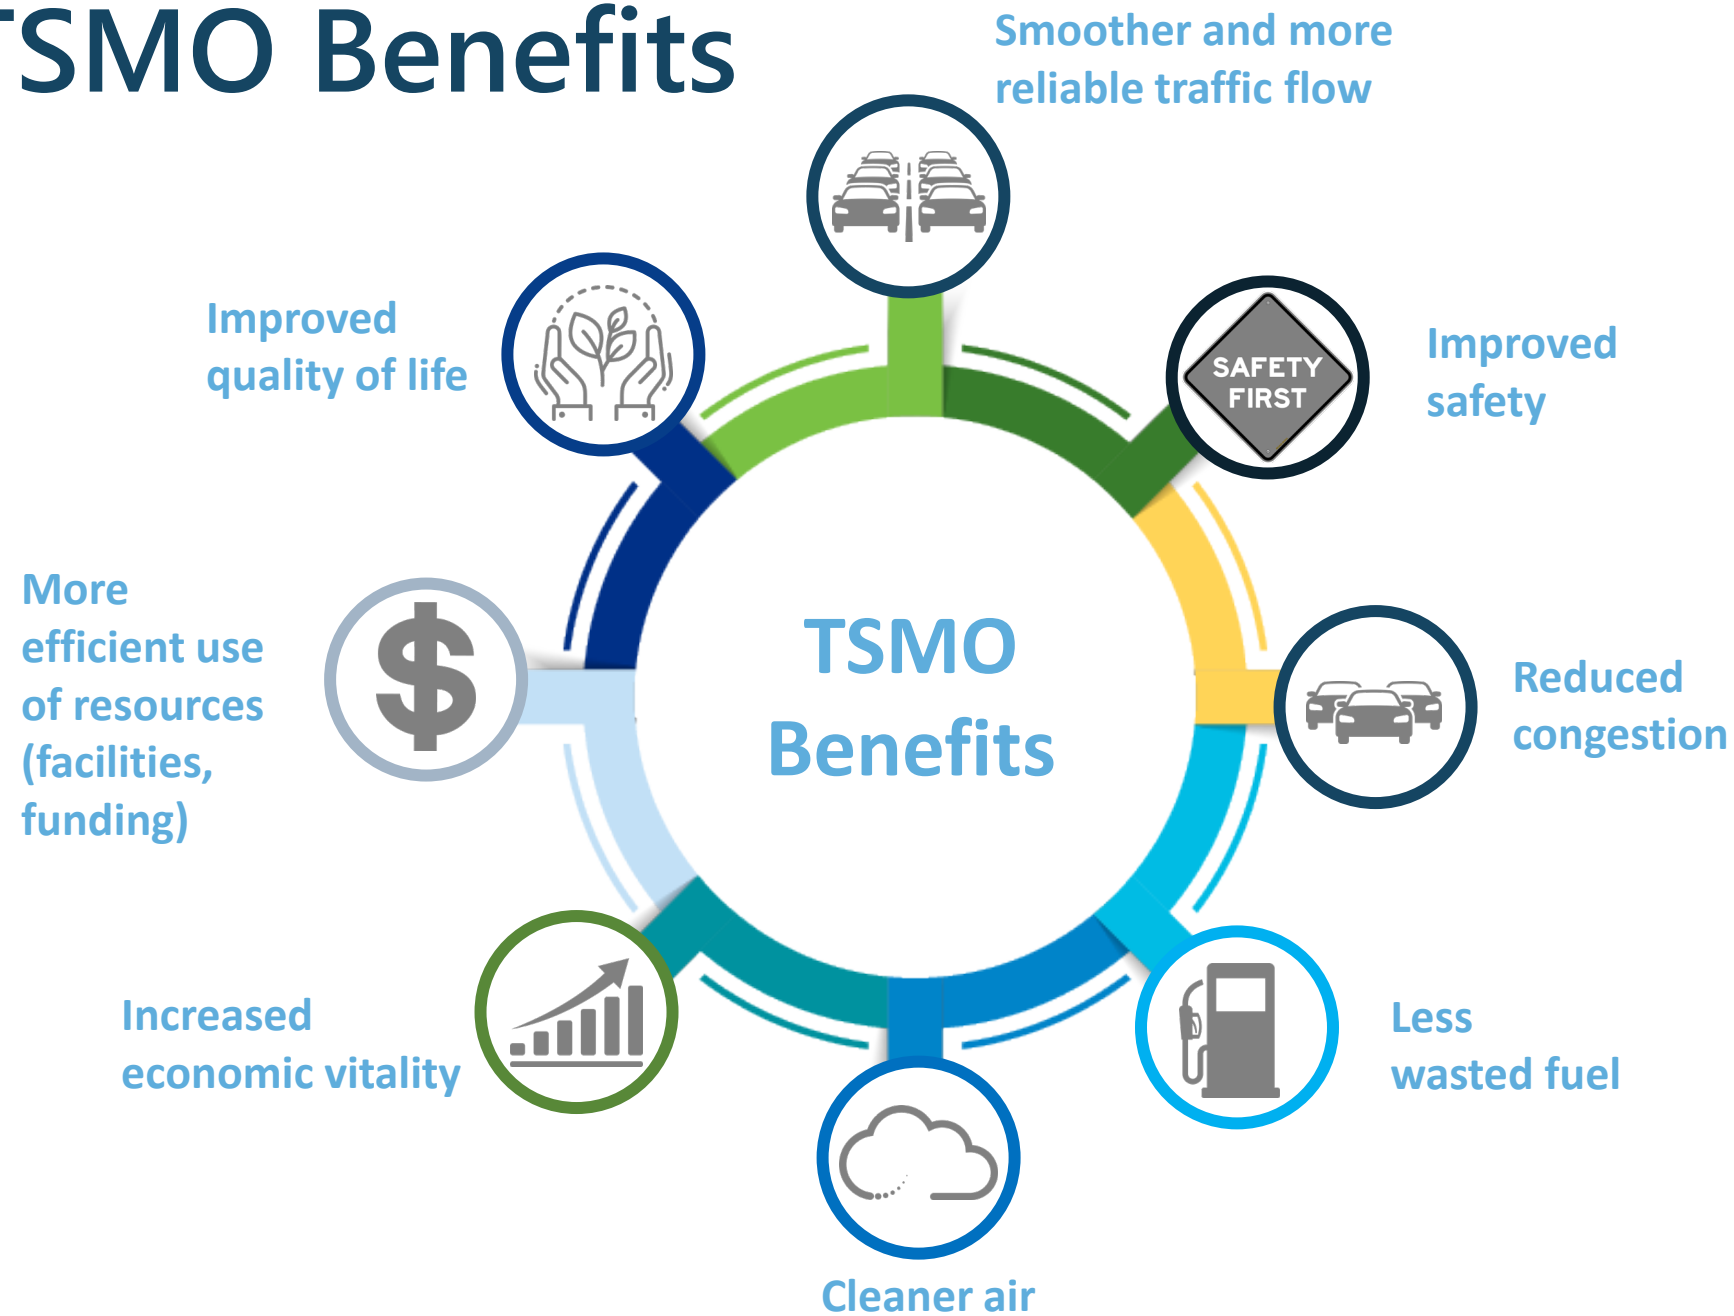 TSMO Benefits
Smoother and more
reliable traffic flow
SAFETY
FIRST
Improved
safety
Reduced
congestion
Less
wasted fuel
Cleaner air
Increased
economic vitality
More
efficient use
of resources
(facilities,
funding)
Improved
quality of life
TSMO
Benefits